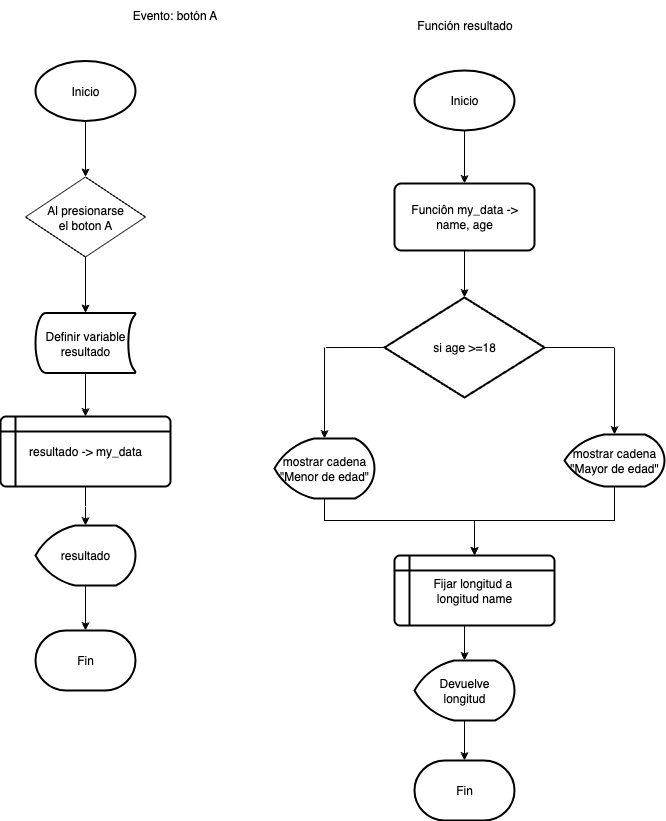 Evento: botón A
Inicio
Al presionarse
el boton A
Definir variable
resultado
resultado -> my_data
resultado
Fin
Función resultado
Inicio
Funciôn my_data ->
name, age
si age >=18
mostrar cadena
"Menor de edad"
mostrar cadena
"Mayor de edad"
Fijar longitud a
longitud name
Devuelve
longitud
Fin